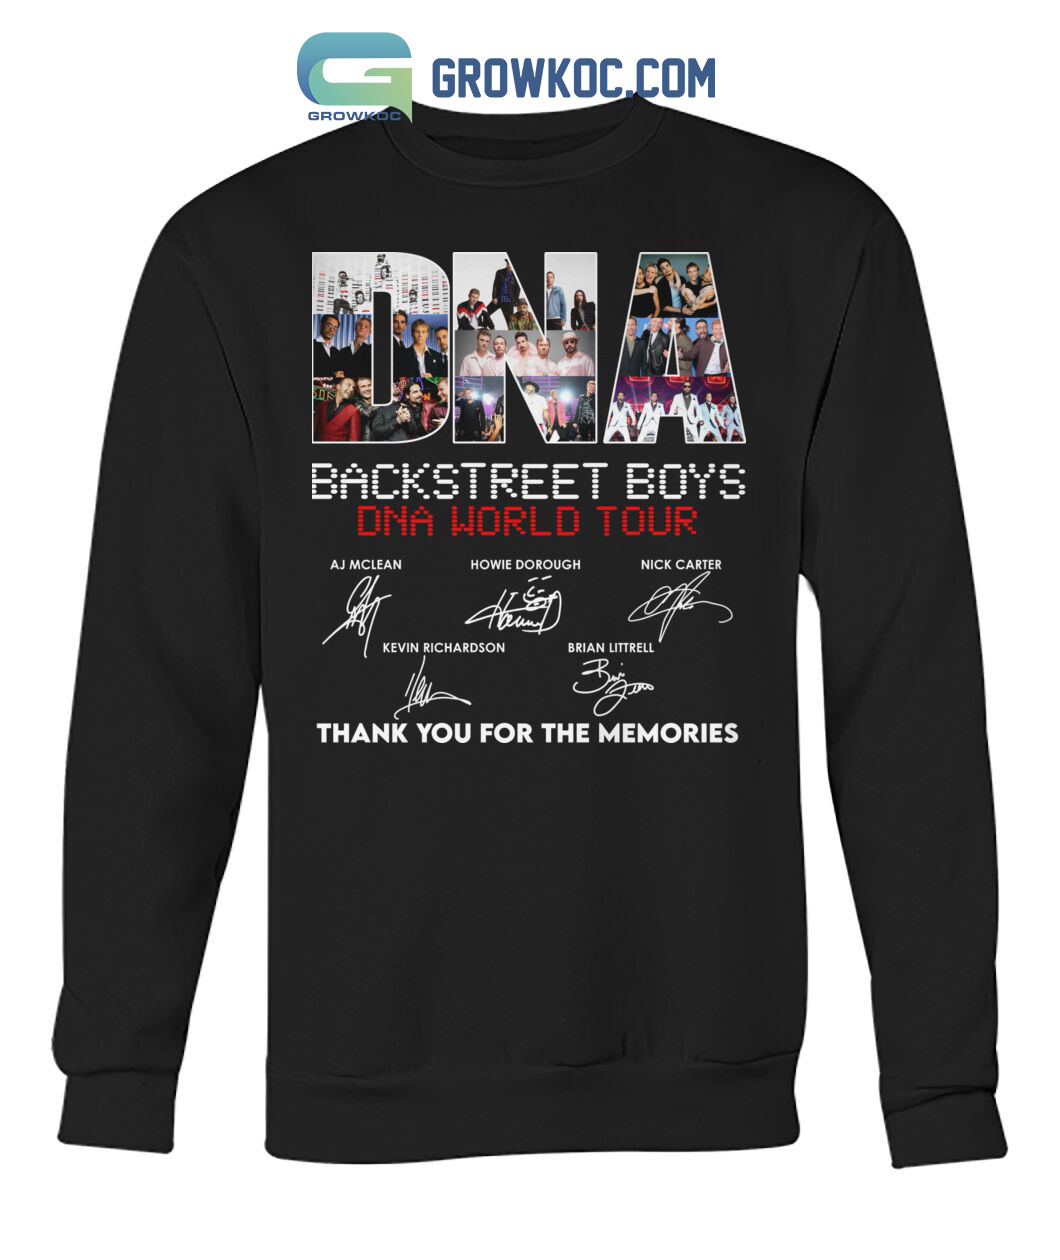 GROWKOC.COM
GROWKOC
DNA
BACKSTREET BOYS
DNA WORLD TOUR
AJ MCLEAN HOWIE DOROUGH NICK CARTER
KEVIN RICHARDSON BRIAN LITTRELL
THANK YOU FOR THE MEMORIES